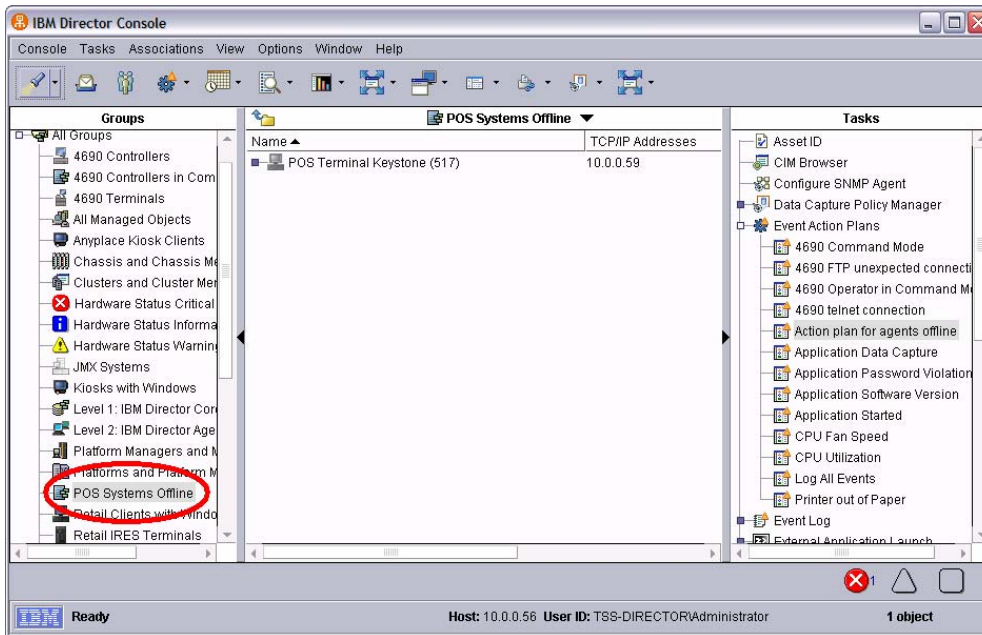 IBM Director Console
Console Tasks Associations View Options Window Help
Groups
All Groups
4690 Controllers
4690 Controllers in Com
4690 Terminals
All Managed Objects
Anyplace Kiosk Clients
Chassis and Chassis Me
Clusters and Cluster Mer
Hardware Status Critical
Hardware Status Informa
Hardware Status Warning
JMX Systems
Kiosks with Windows
Level 1: IBM Director Core
Level 2: IBM Director Age
Platform Managers and M
Platforms and Platform M
POS Systems Offline
Retail Clients with Windo
Retail IRES Terminals
POS Systems Offline
Name TCP/IP Addresses
POS Terminal Keystone (517) 10.0.0.59
Tasks
Asset ID
CIM Browser
Configure SNMP Agent
Data Capture Policy Manager
Event Action Plans
4690 Command Mode
4690 FTP unexpected connecti
4690 Operator in Command Mo
4690 telnet connection
Action plan for agents offline
Application Data Capture
Application Password Violation
Application Software Version
Application Started
CPU Fan Speed
CPU Utilization
Log All Events
Printer out of Paper
Event Log
External Application Launch
1
IBM Ready Host: 10.0.0.56 User ID: TSS-DIRECTOR\Administrator 1 object